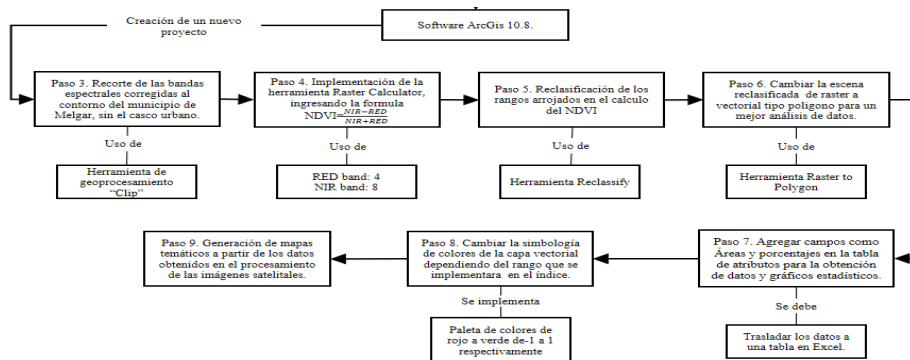 Creación de un nuevo
proyecto
Software ArcGis 10.8.
Paso 3. Recorte de las bandas
espectrales corregidas al
contorno del municipio de
Melgar, sin el casco urbano.
Paso 4. Implementación de la
herramienta Raster Calculator,
ingresando la formula
NDVI=\frac{NIR-RED}{NIR+RED}
Paso 5. Reclasificación de los
rangos arrojados en el calculo
del NDVI
Paso 6. Cambiar la escena
reclasificada de raster a
vectorial tipo polígono para un
mejor análisis de datos.
Uso de
Uso de
Uso de
Uso de
Herramienta de
geoprocesamiento
“Clip”
RED band: 4
NIR band: 8
Herramienta Reclassify
Herramienta Raster to
Polygon
Paso 9. Generación de mapas
temáticos a partir de los datos
obtenidos en el procesamiento
de las imágenes satelitales.
Paso 8. Cambiar la simbología
de colores de la capa vectorial
dependiendo del rango que se
implementara en el índice.
Paso 7. Agregar campos como
Áreas y porcentajes en la tabla
de atributos para la obtención
de datos y gráficos estadísticos.
Se implementa
Se debe
Paleta de colores de
rojo a verde de-1 a 1
respectivamente
Trasladar los datos a
una tabla en Excel.